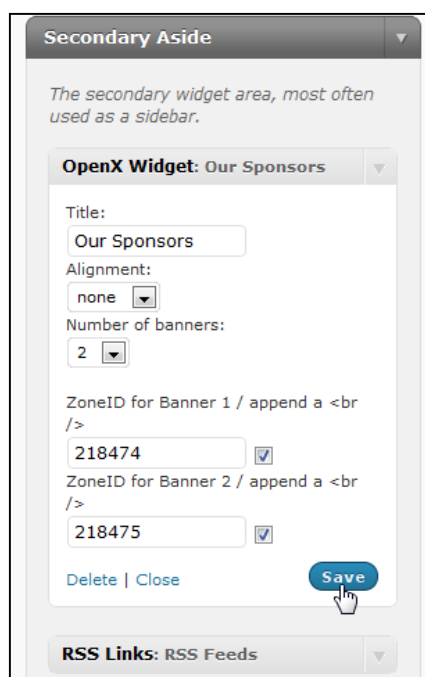 Secondary Aside
The secondary widget area, most often
used as a sidebar.
OpenX Widget: Our Sponsors
Title:
Our Sponsors
Alignment:
none
Number of banners:
2
ZoneID for Banner 1 / append a <br
/>
218474
ZoneID for Banner 2 / append a <br
/>
218475
Delete | Close
Save
RSS Links: RSS Feeds